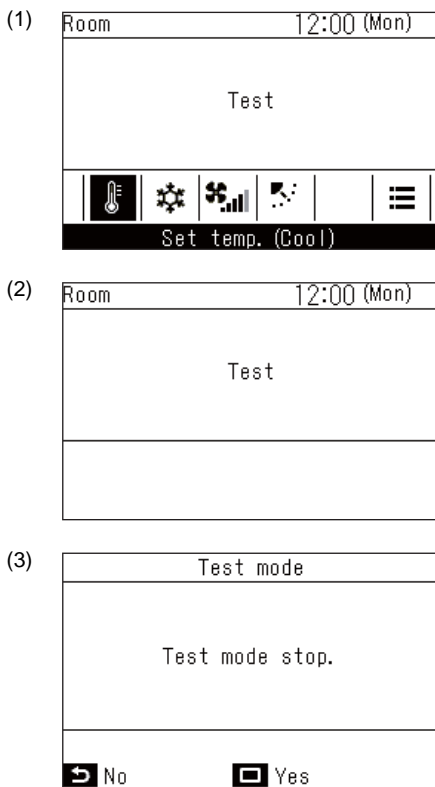 (1)
Room 12:00 (Mon)
Test
Set temp. (Cool)
(2)
Room 12:00 (Mon)
Test
(3)
Test mode
Test mode stop.
No Yes